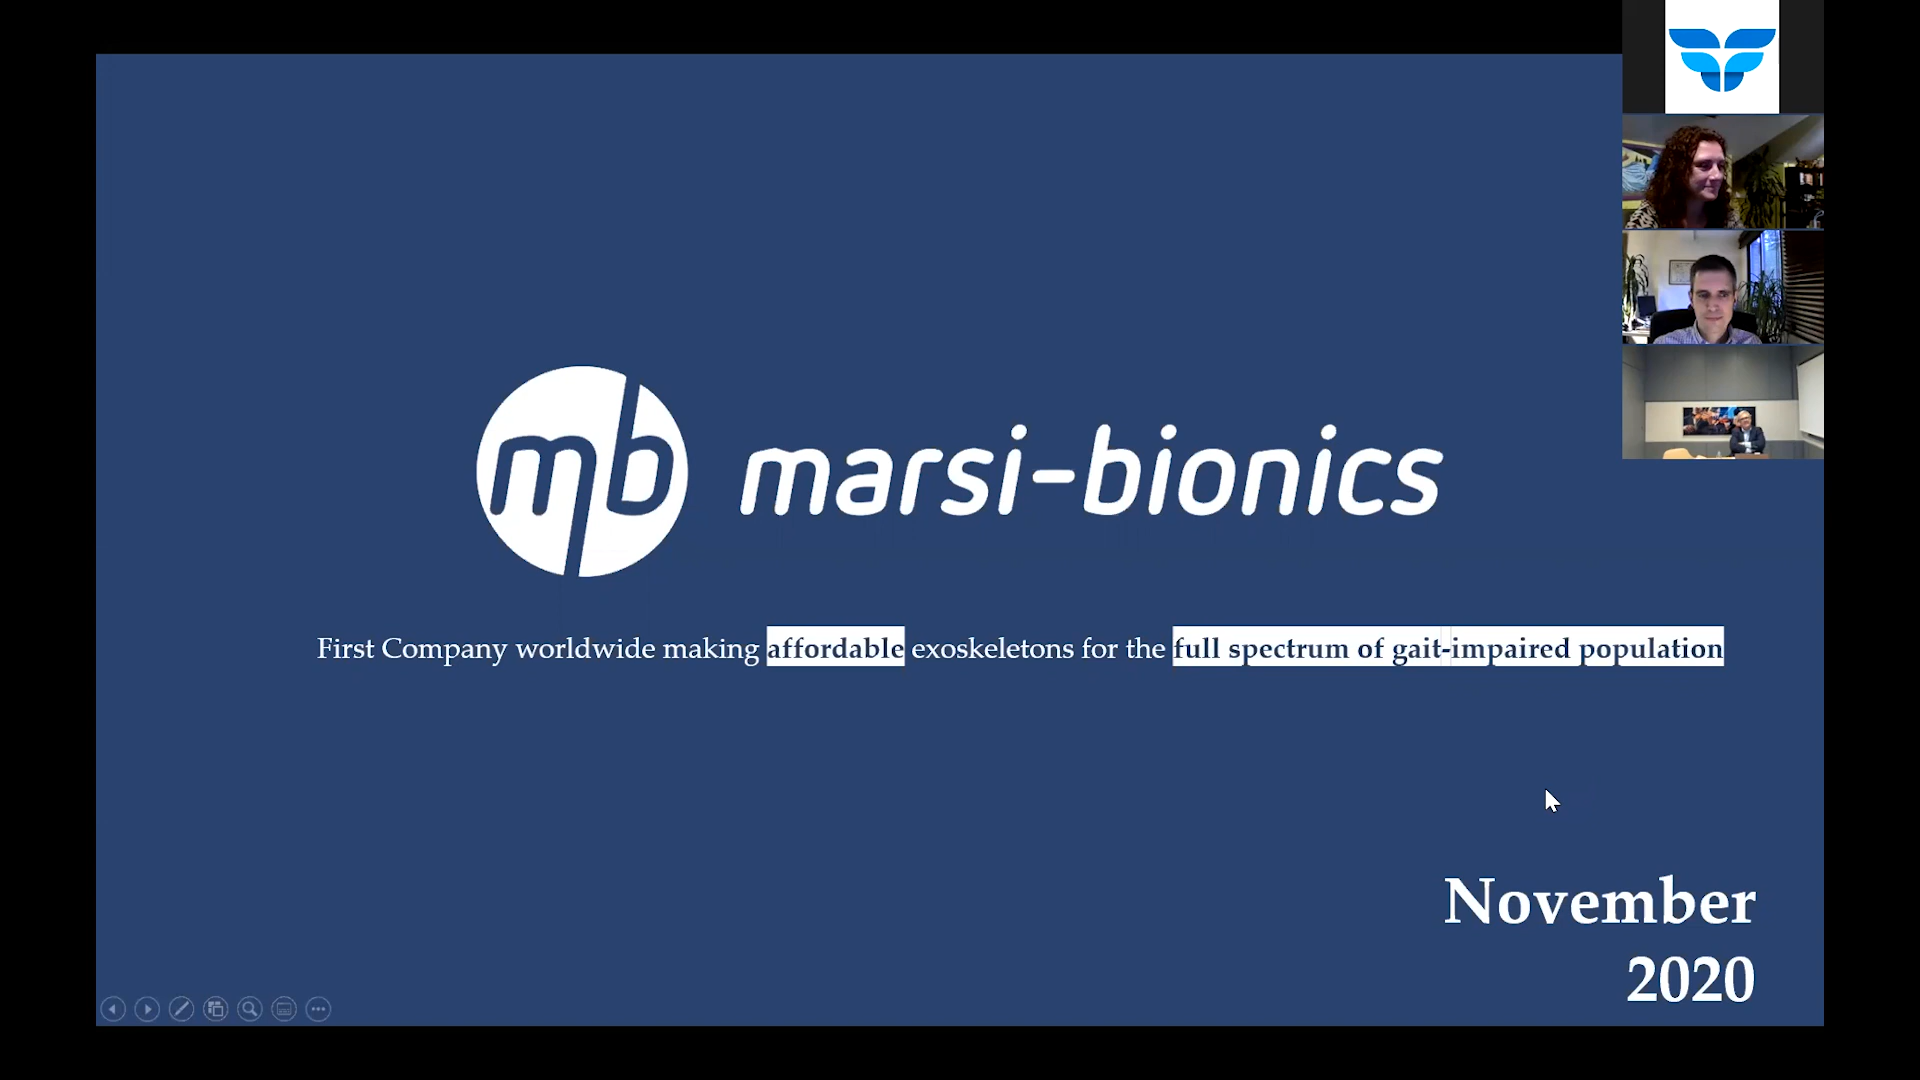 mb marsi-bionics
First Company worldwide making affordable exoskeletons for the full spectrum of gait-impaired population
November
2020